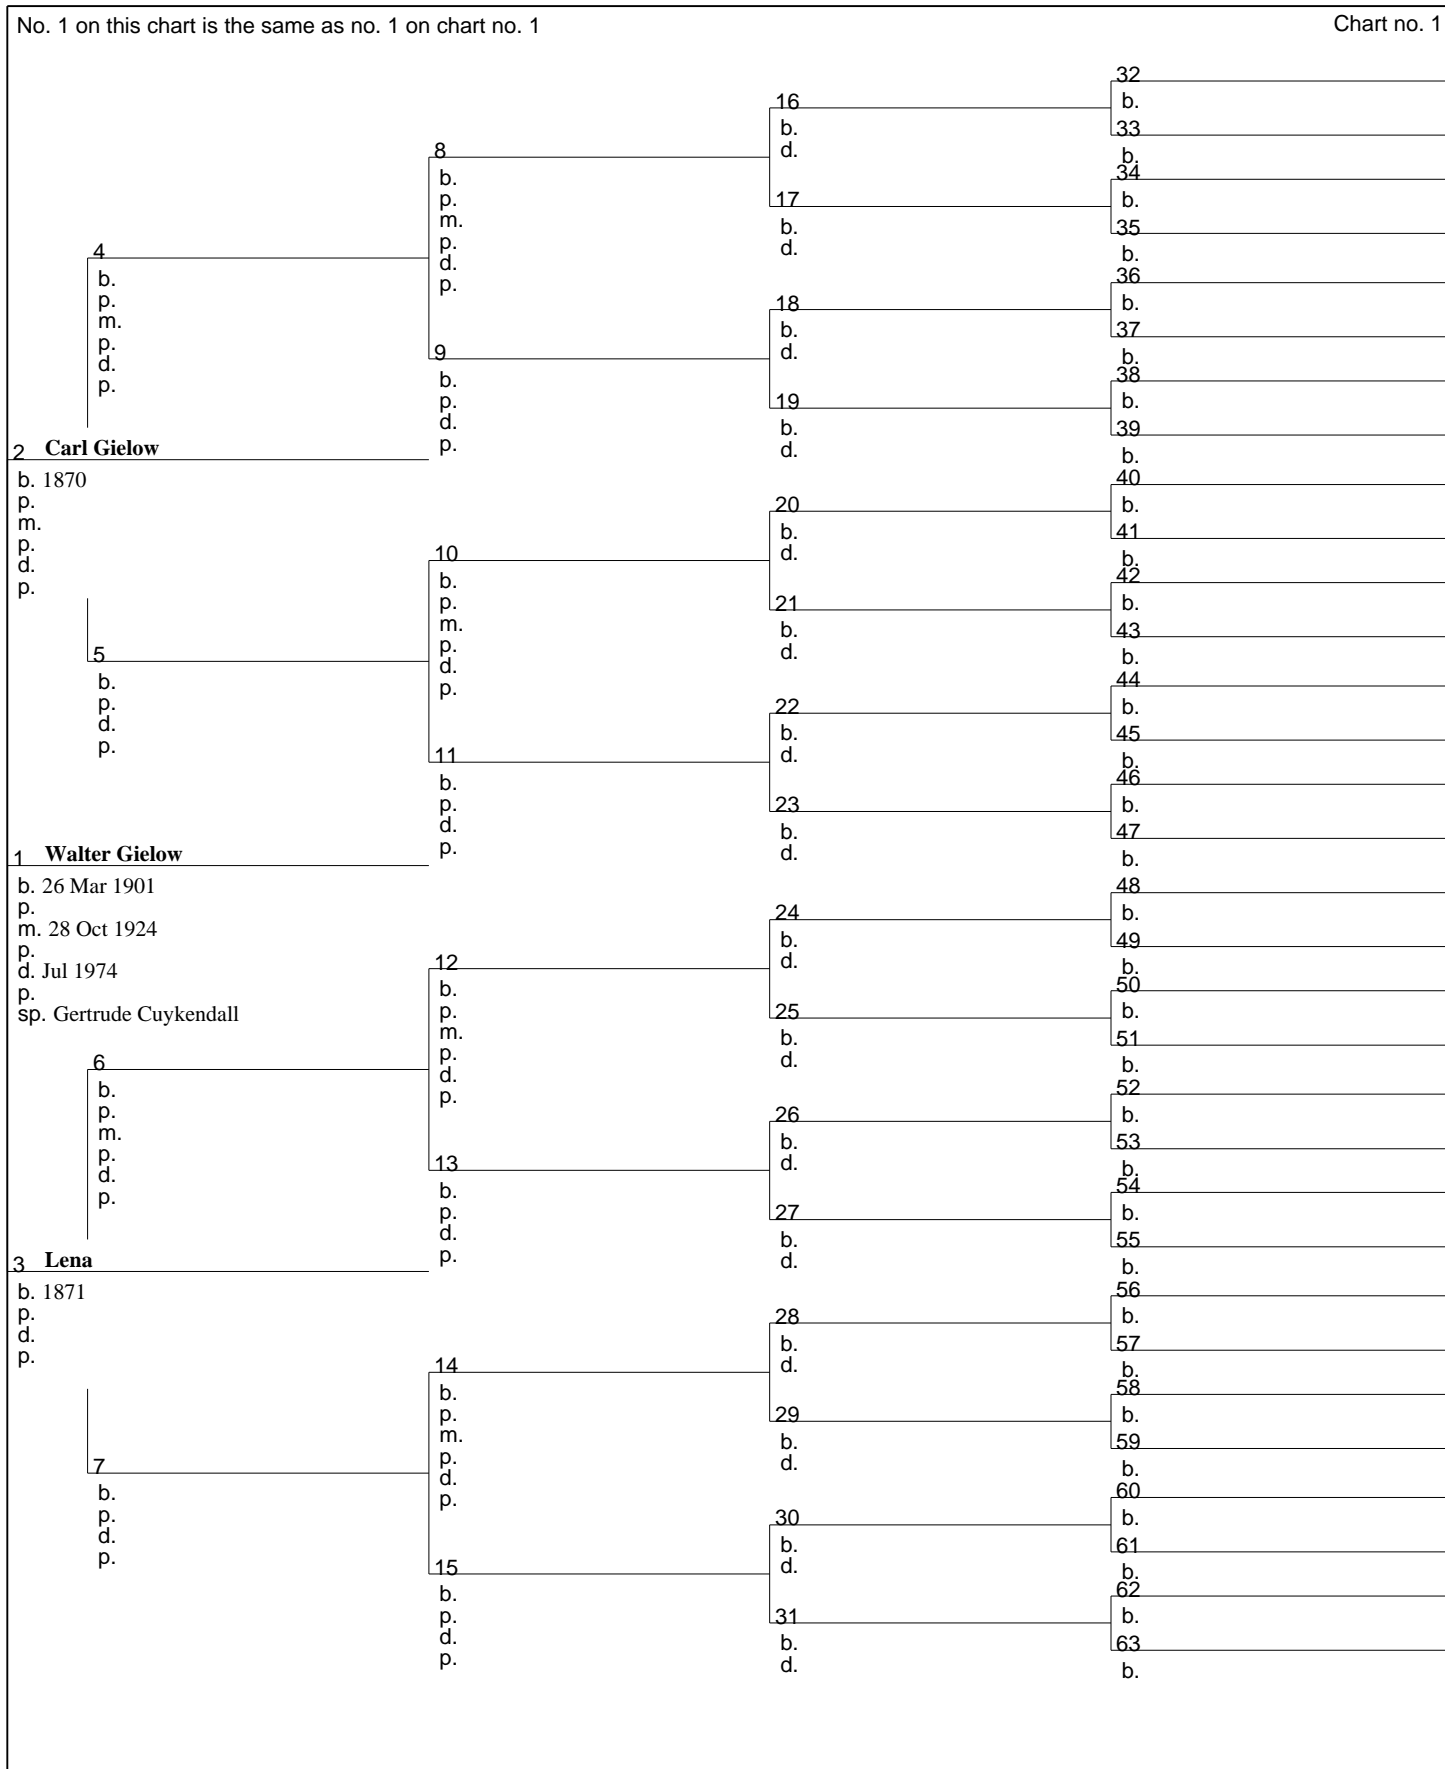 No. 1 on this chart is the same as no. 1 on chart no. 1
Chart no. 1
2 Carl Gielow
b. 1870
p.
m.
p.
d.
p.
1 Walter Gielow
b. 26 Mar 1901
p.
m. 28 Oct 1924
p.
d. Jul 1974
p.
sp. Gertrude Cuykendall
3 Lena
b. 1871
p.
d.
p.
4
b.
p.
m.
p.
d.
p.
5
b.
p.
d.
p.
6
b.
p.
m.
p.
d.
p.
7
b.
p.
d.
p.
8
b.
p.
m.
p.
d.
p.
9
b.
p.
d.
p.
10
b.
p.
m.
p.
d.
p.
11
b.
p.
d.
p.
12
b.
p.
m.
p.
d.
p.
13
b.
p.
d.
p.
14
b.
p.
m.
p.
d.
p.
15
b.
p.
d.
p.
16
b.
d.
17
b.
d.
18
b.
d.
19
b.
d.
20
b.
d.
21
b.
d.
22
b.
d.
23
b.
d.
24
b.
d.
25
b.
d.
26
b.
d.
27
b.
d.
28
b.
d.
29
b.
d.
30
b.
d.
31
b.
d.
32
b.
33
b.
34
b.
35
b.
36
b.
37
b.
38
b.
39
b.
40
b.
41
b.
42
b.
43
b.
44
b.
45
b.
46
b.
47
b.
48
b.
49
b.
50
b.
51
b.
52
b.
53
b.
54
b.
55
b.
56
b.
57
b.
58
b.
59
b.
60
b.
61
b.
62
b.
63
b.